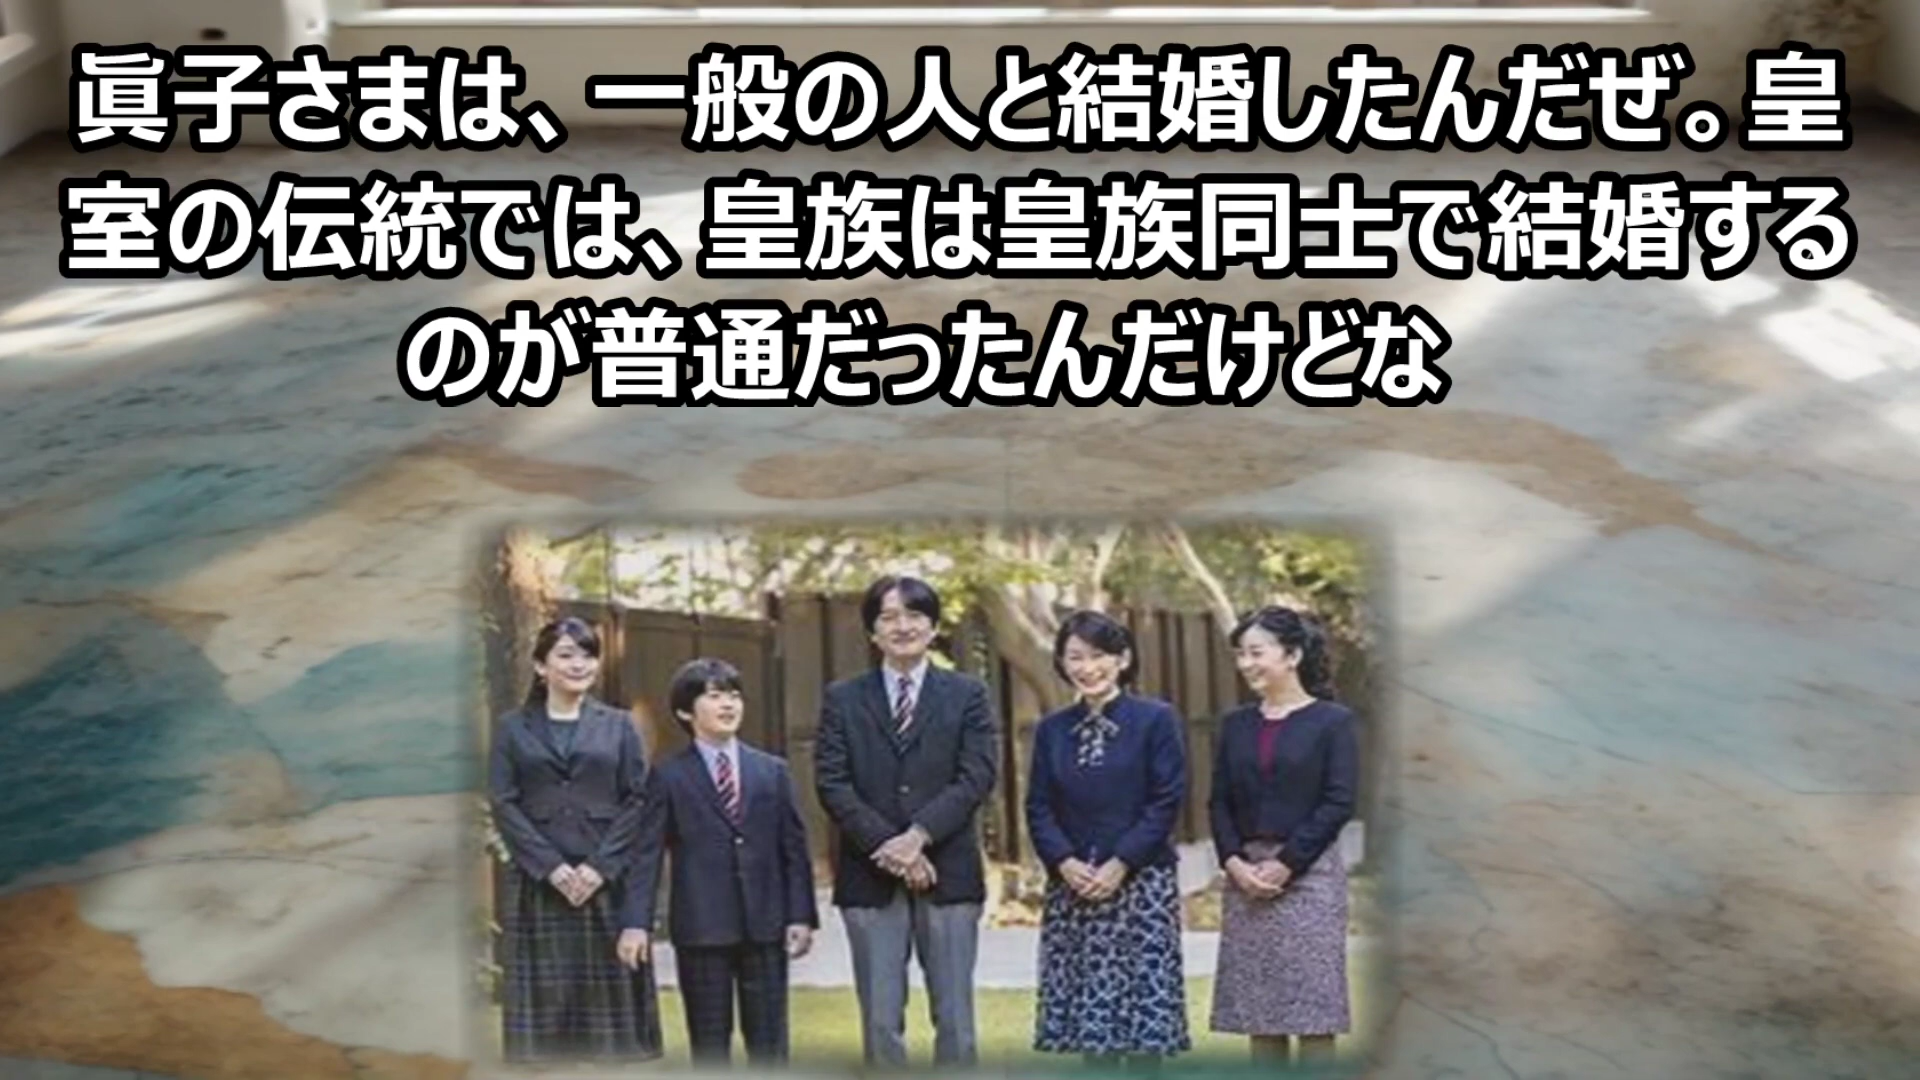 眞子さまは、一般の人と結婚したんだぜ。皇
室の伝統では、皇族は皇族同士で結婚する
のが普通だったんだけどな